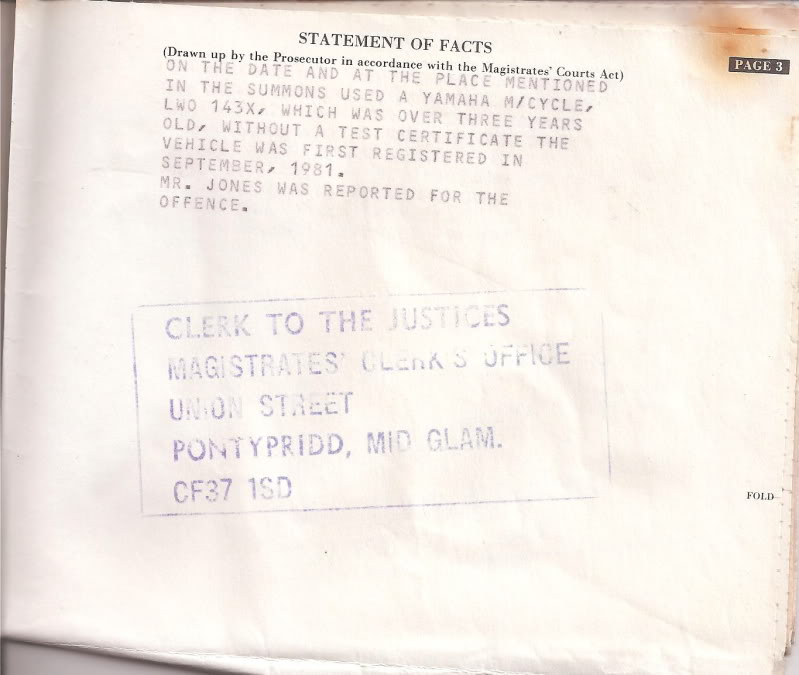 STATEMENT OF FACTS
(Drawn up by the Prosecutor in accordance with the Magistrates' Courts Act)
PAGE 3
ON THE DATE AND AT THE PLACE MENTIONED
IN THE SUMMONS USED A YAMAHA M/CYCLE,
LWO 143X, WHICH WAS OVER THREE YEARS
OLD, WITHOUT A TEST CERTIFICATE THE
VEHICLE WAS FIRST REGISTERED IN
SEPTEMBER, 1981.
MR. JONES WAS REPORTED FOR THE
OFFENCE.
CLERK TO THE JUSTICES
MAGISTRATES' CLERK'S OFFICE
UNION STREET
PONTYPRIDD, MID GLAM.
CF37 1SD
FOLD